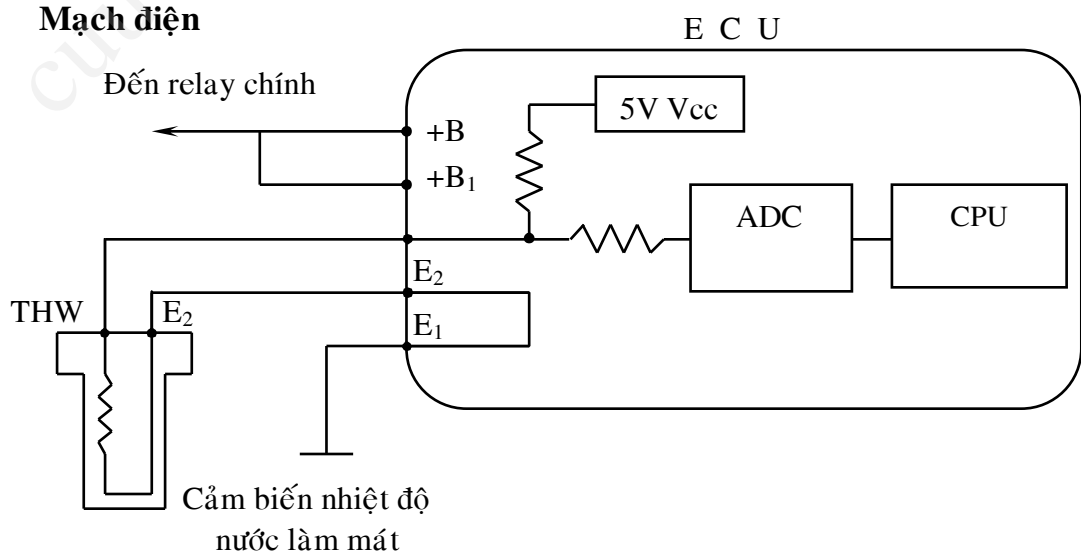 Mạch điện
E C U
Đến relay chính
5V Vcc
+B
+B1
ADC
CPU
E2
THW
E2
E1
Cảm biến nhiệt độ
nước làm mát